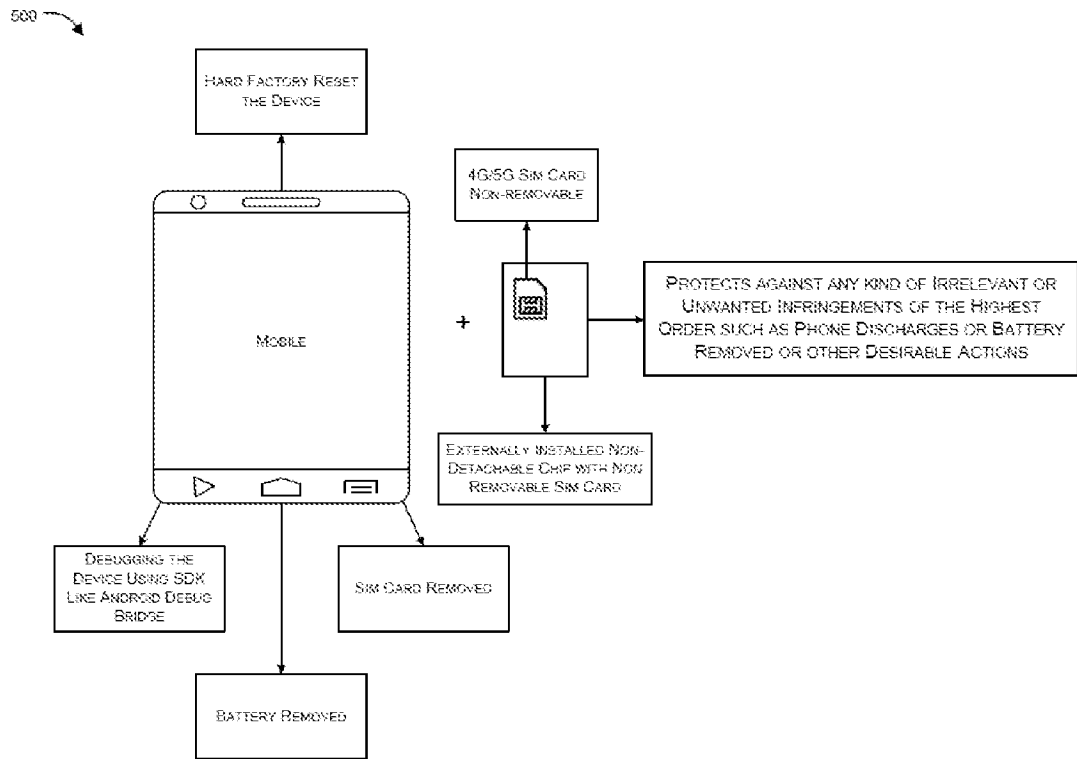 500
HARD FACTORY RESET
THE DEVICE
4G/5G SIM CARD
NON-REMOVABLE
MOBILE
+
PROTECTS AGAINST ANY KIND OF IRRELEVANT OR
UNWANTED INFRINGEMENTS OF THE HIGHEST
ORDER SUCH AS PHONE DISCHARGES OR BATTERY
REMOVED OR OTHER DESIRABLE ACTIONS
EXTERNALLY INSTALLED NON-
DETACHABLE CHIP WITH NON
REMOVABLE SIM CARD
DEBUGGING THE
DEVICE USING SDK
LIKE ANDROID DEBUG
BRIDGE
SIM CARD REMOVED
BATTERY REMOVED